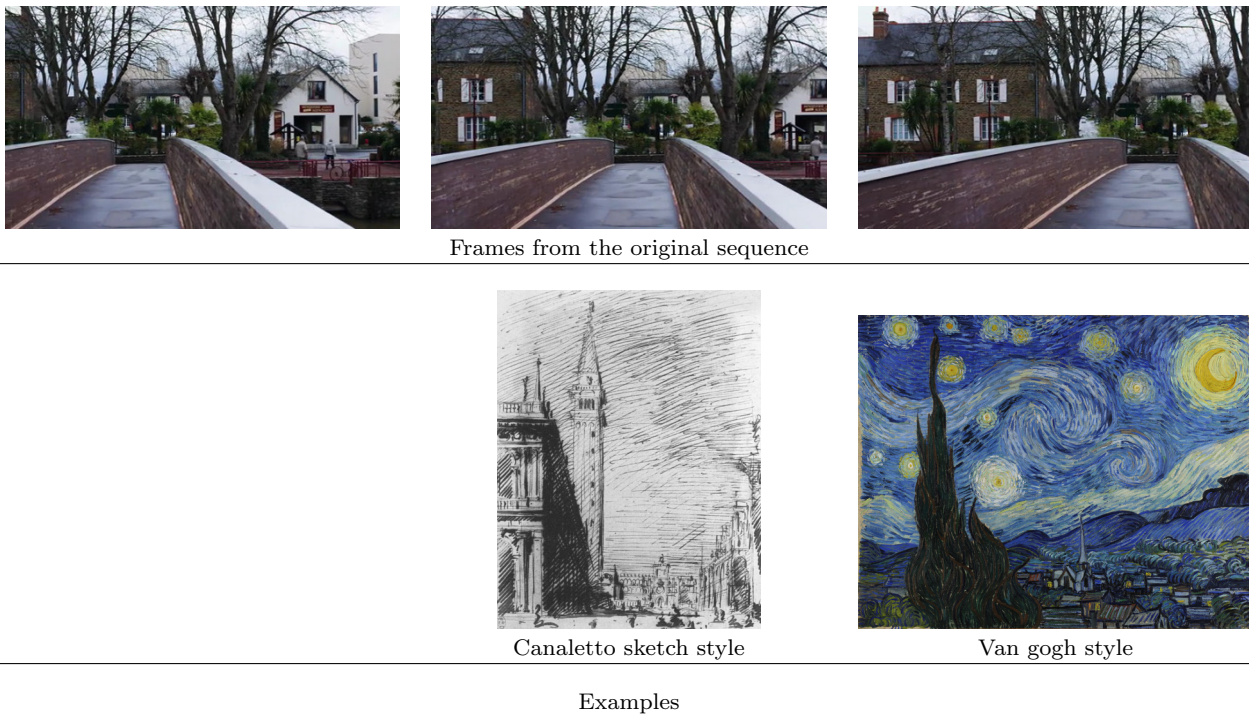 Frames from the original sequence
Canaletto sketch style
Van gogh style
Examples